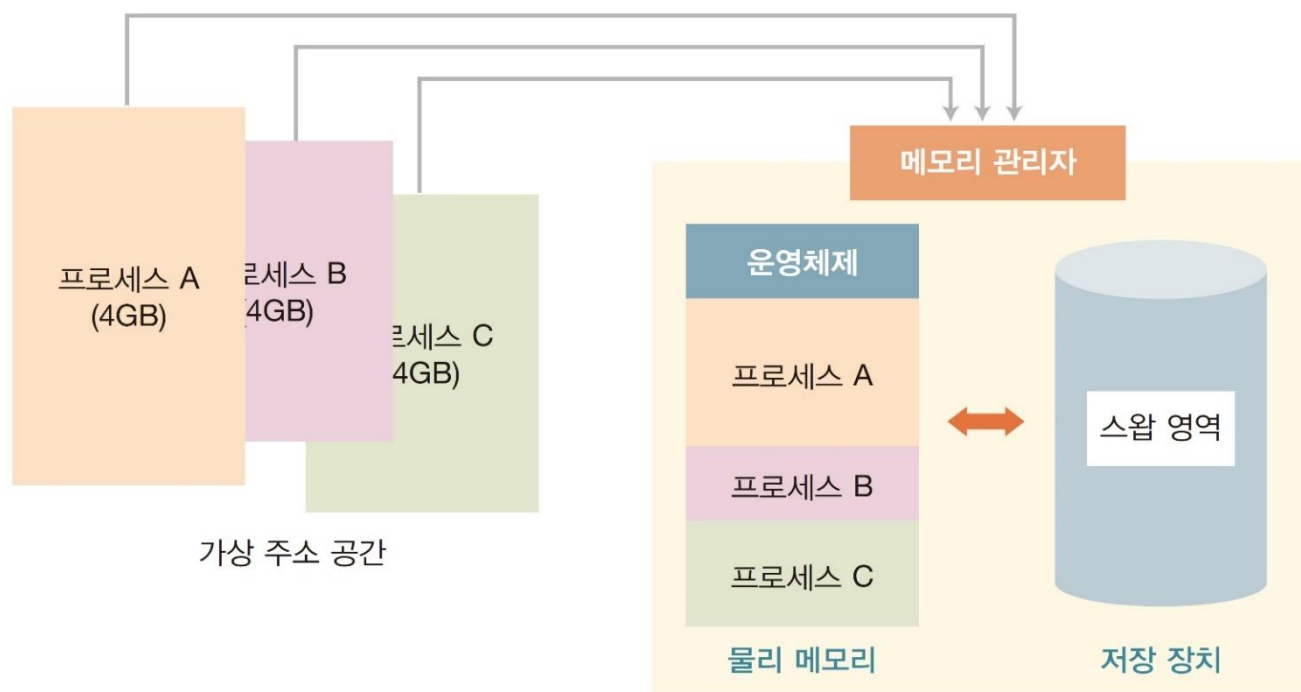 메모리 관리자
운영체제
프로세스 A
(4GB)
로세스 B
(4GB)
로세스 C
4GB)
프로세스 A
프로세스 B
프로세스 C
스왑 영역
가상 주소 공간
물리 메모리
저장 장치